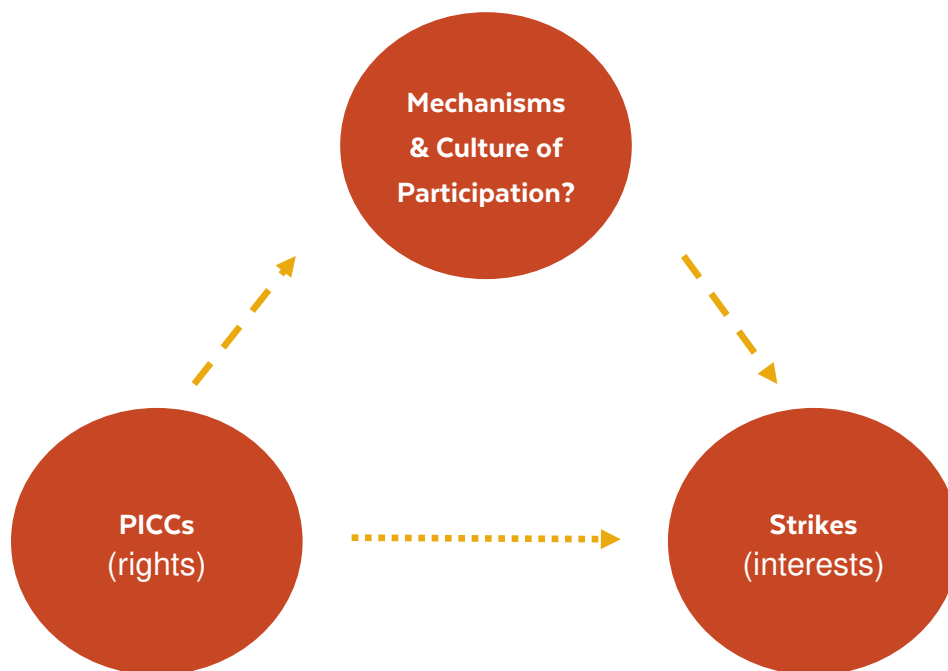 Mechanisms
& Culture of
Participation?
PICCs
(rights)
Strikes
(interests)